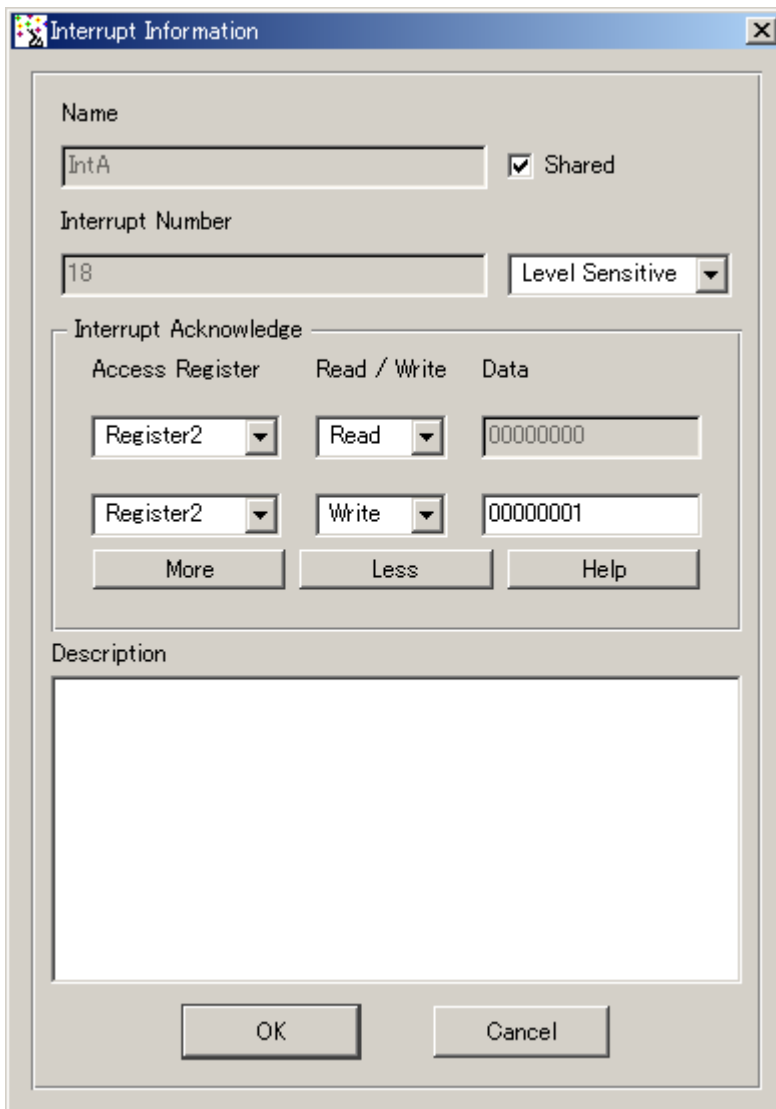 Interrupt Information
Name
IntA Shared
Interrupt Number
18 Level Sensitive
Interrupt Acknowledge
Access Register Read / Write Data
Register2 Read 00000000
Register2 Write 00000001
More Less Help
Description
OK Cancel